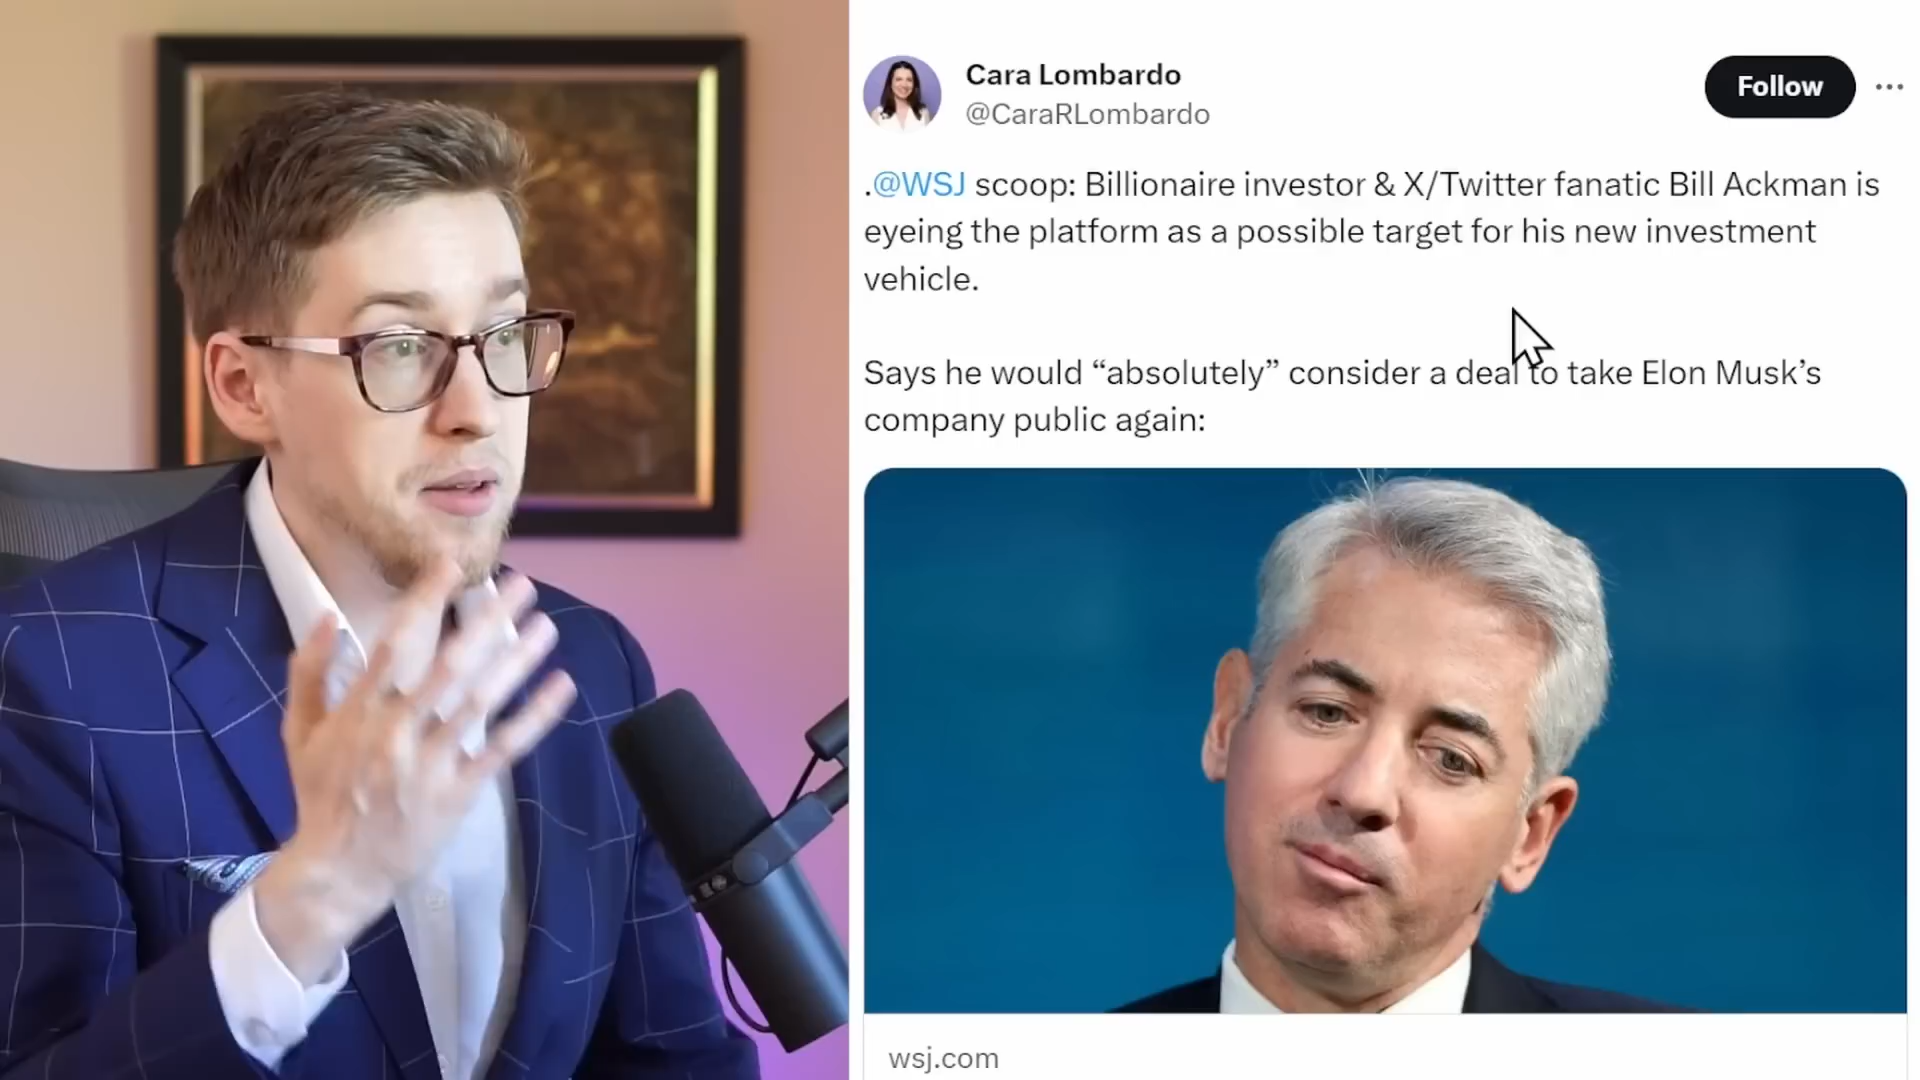 Cara Lombardo
@CaraRLombardo
Follow
.@WSJ scoop: Billionaire investor & X/Twitter fanatic Bill Ackman is
eyeing the platform as a possible target for his new investment
vehicle.
Says he would “absolutely” consider a deal to take Elon Musk’s
company public again:
wsj.com